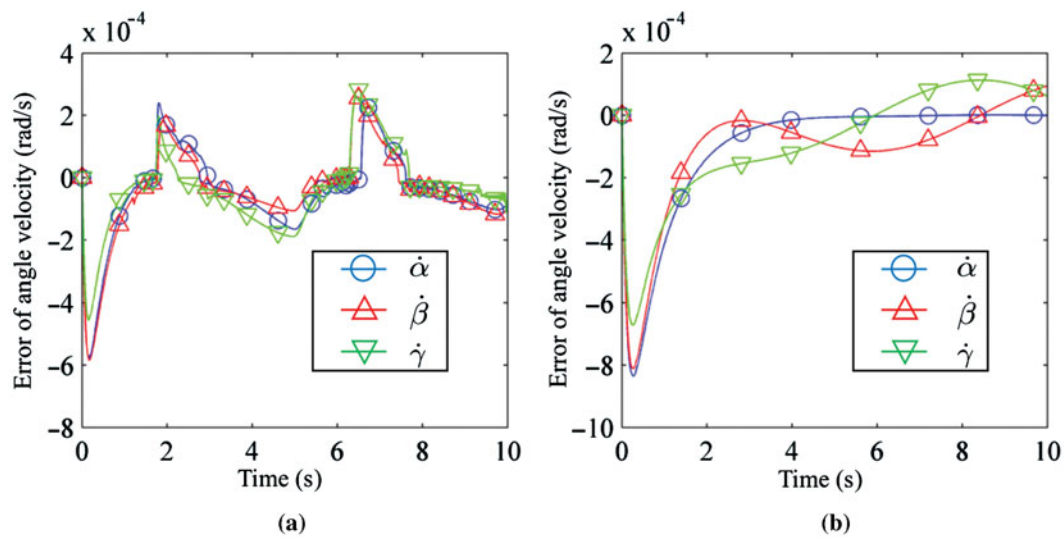 x 10⁻⁴
4
2
0
−2
−4
−6
−8
0 2 4 6 8 10
Error of angle velocity (rad/s)
Time (s)
α̇
β̇
γ̇
(a)
x 10⁻⁴
2
0
−2
−4
−6
−8
−10
0 2 4 6 8 10
Error of angle velocity (rad/s)
Time (s)
α̇
β̇
γ̇
(b)